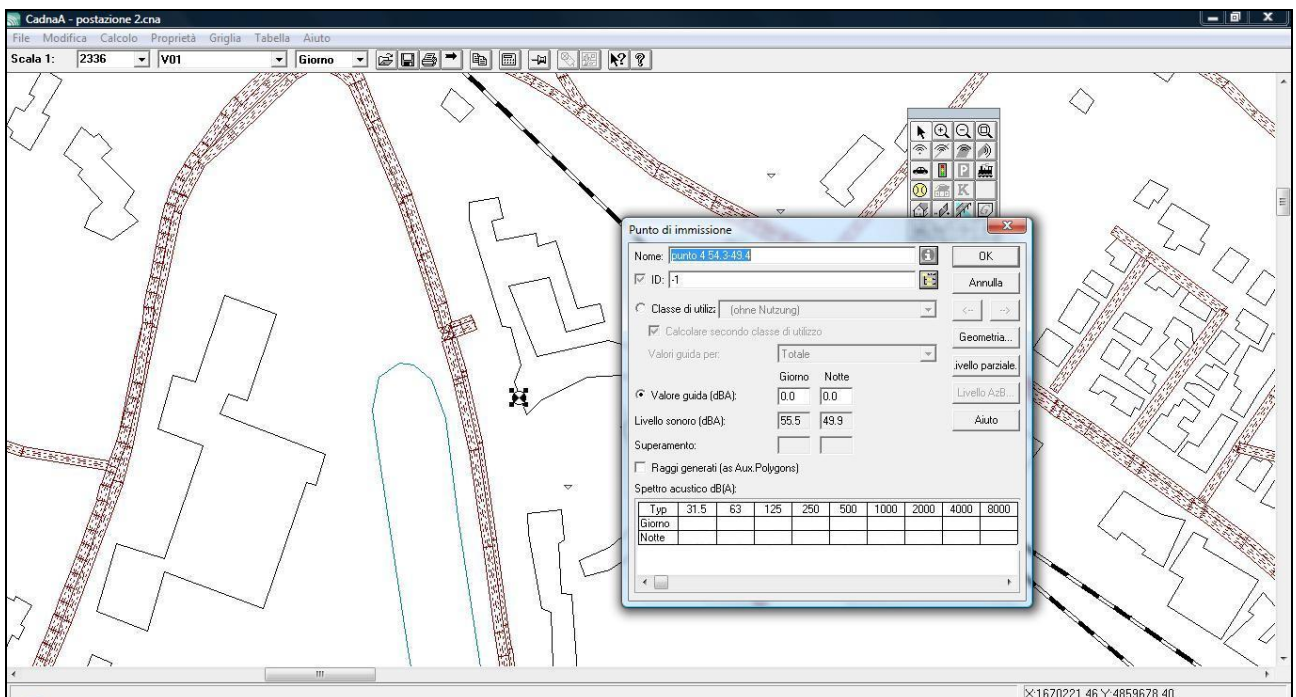 CadnaA - postazione 2.cna
File Modifica Calcolo Proprietà Griglia Tabella Aiuto
Scala 1: 2336 V01 Giorno
Punto di immissione
Nome: punto 4 54.3-49.4
OK
ID: -1
Annulla
Classe di utiliz: (ohne Nutzung)
<-- -->
Calcolare secondo classe di utilizzo
Geometria...
Valori guida per: Totale
ivello parziale.
Giorno Notte
Valore guida (dBA): 0.0 0.0
Livello AzB...
Livello sonoro (dBA): 55.5 49.9
Aiuto
Superamento:
Raggi generati (as Aux.Polygons)
Spettro acustico dB(A):
Typ 31.5 63 125 250 500 1000 2000 4000 8000
Giorno
Notte
X:1670221.46 Y:4859678.40